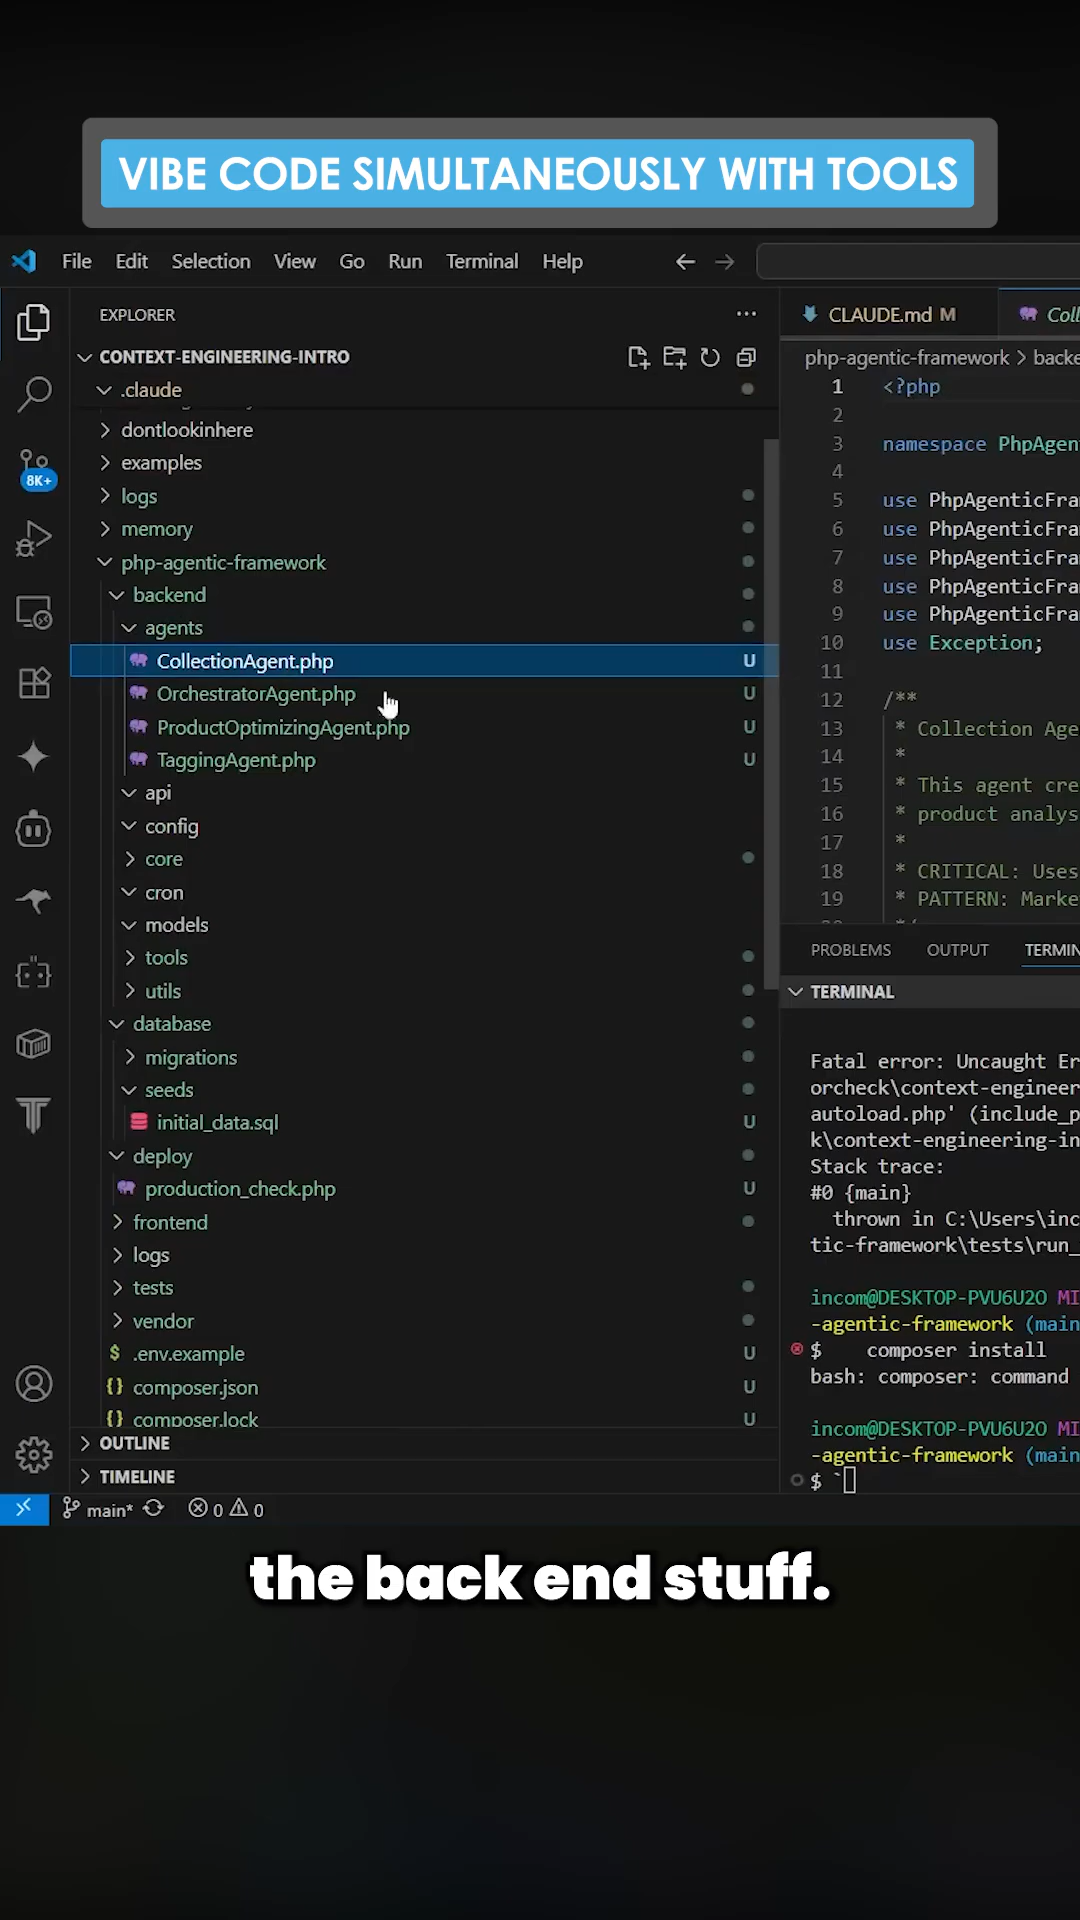 VIBE CODE SIMULTANEOUSLY WITH TOOLS
File Edit Selection View Go Run Terminal Help
EXPLORER
CONTEXT-ENGINEERING-INTRO
.claude
dontlookinhere
examples
logs
memory
php-agentic-framework
backend
agents
CollectionAgent.php U
OrchestratorAgent.php U
ProductOptimizingAgent.php U
TaggingAgent.php U
api
config
core
cron
models
tools
utils
database
migrations
seeds
initial_data.sql U
deploy
production_check.php U
frontend
logs
tests
vendor
$ .env.example U
{} composer.json U
{} composer.lock U
OUTLINE
TIMELINE
8K+
main* 0 0
CLAUDE.md M Coll
php-agentic-framework > backe
1 <?php
2
3 namespace PhpAgen
4
5 use PhpAgenticFra
6 use PhpAgenticFra
7 use PhpAgenticFra
8 use PhpAgenticFra
9 use PhpAgenticFra
10 use Exception;
11
12 /**
13 * Collection Age
14 *
15 * This agent cre
16 * product analys
17 *
18 * CRITICAL: Uses
19 * PATTERN: Marke
PROBLEMS OUTPUT TERMIN
TERMINAL
Fatal error: Uncaught Er
orcheck\context-engineer
autoload.php' (include_p
k\context-engineering-in
Stack trace:
#0 {main}
thrown in C:\Users\inc
tic-framework\tests\run_
incom@DESKTOP-PVU6U2O MI
-agentic-framework (main
$ composer install
bash: composer: command
incom@DESKTOP-PVU6U2O MI
-agentic-framework (main
$ `
the back end stuff.